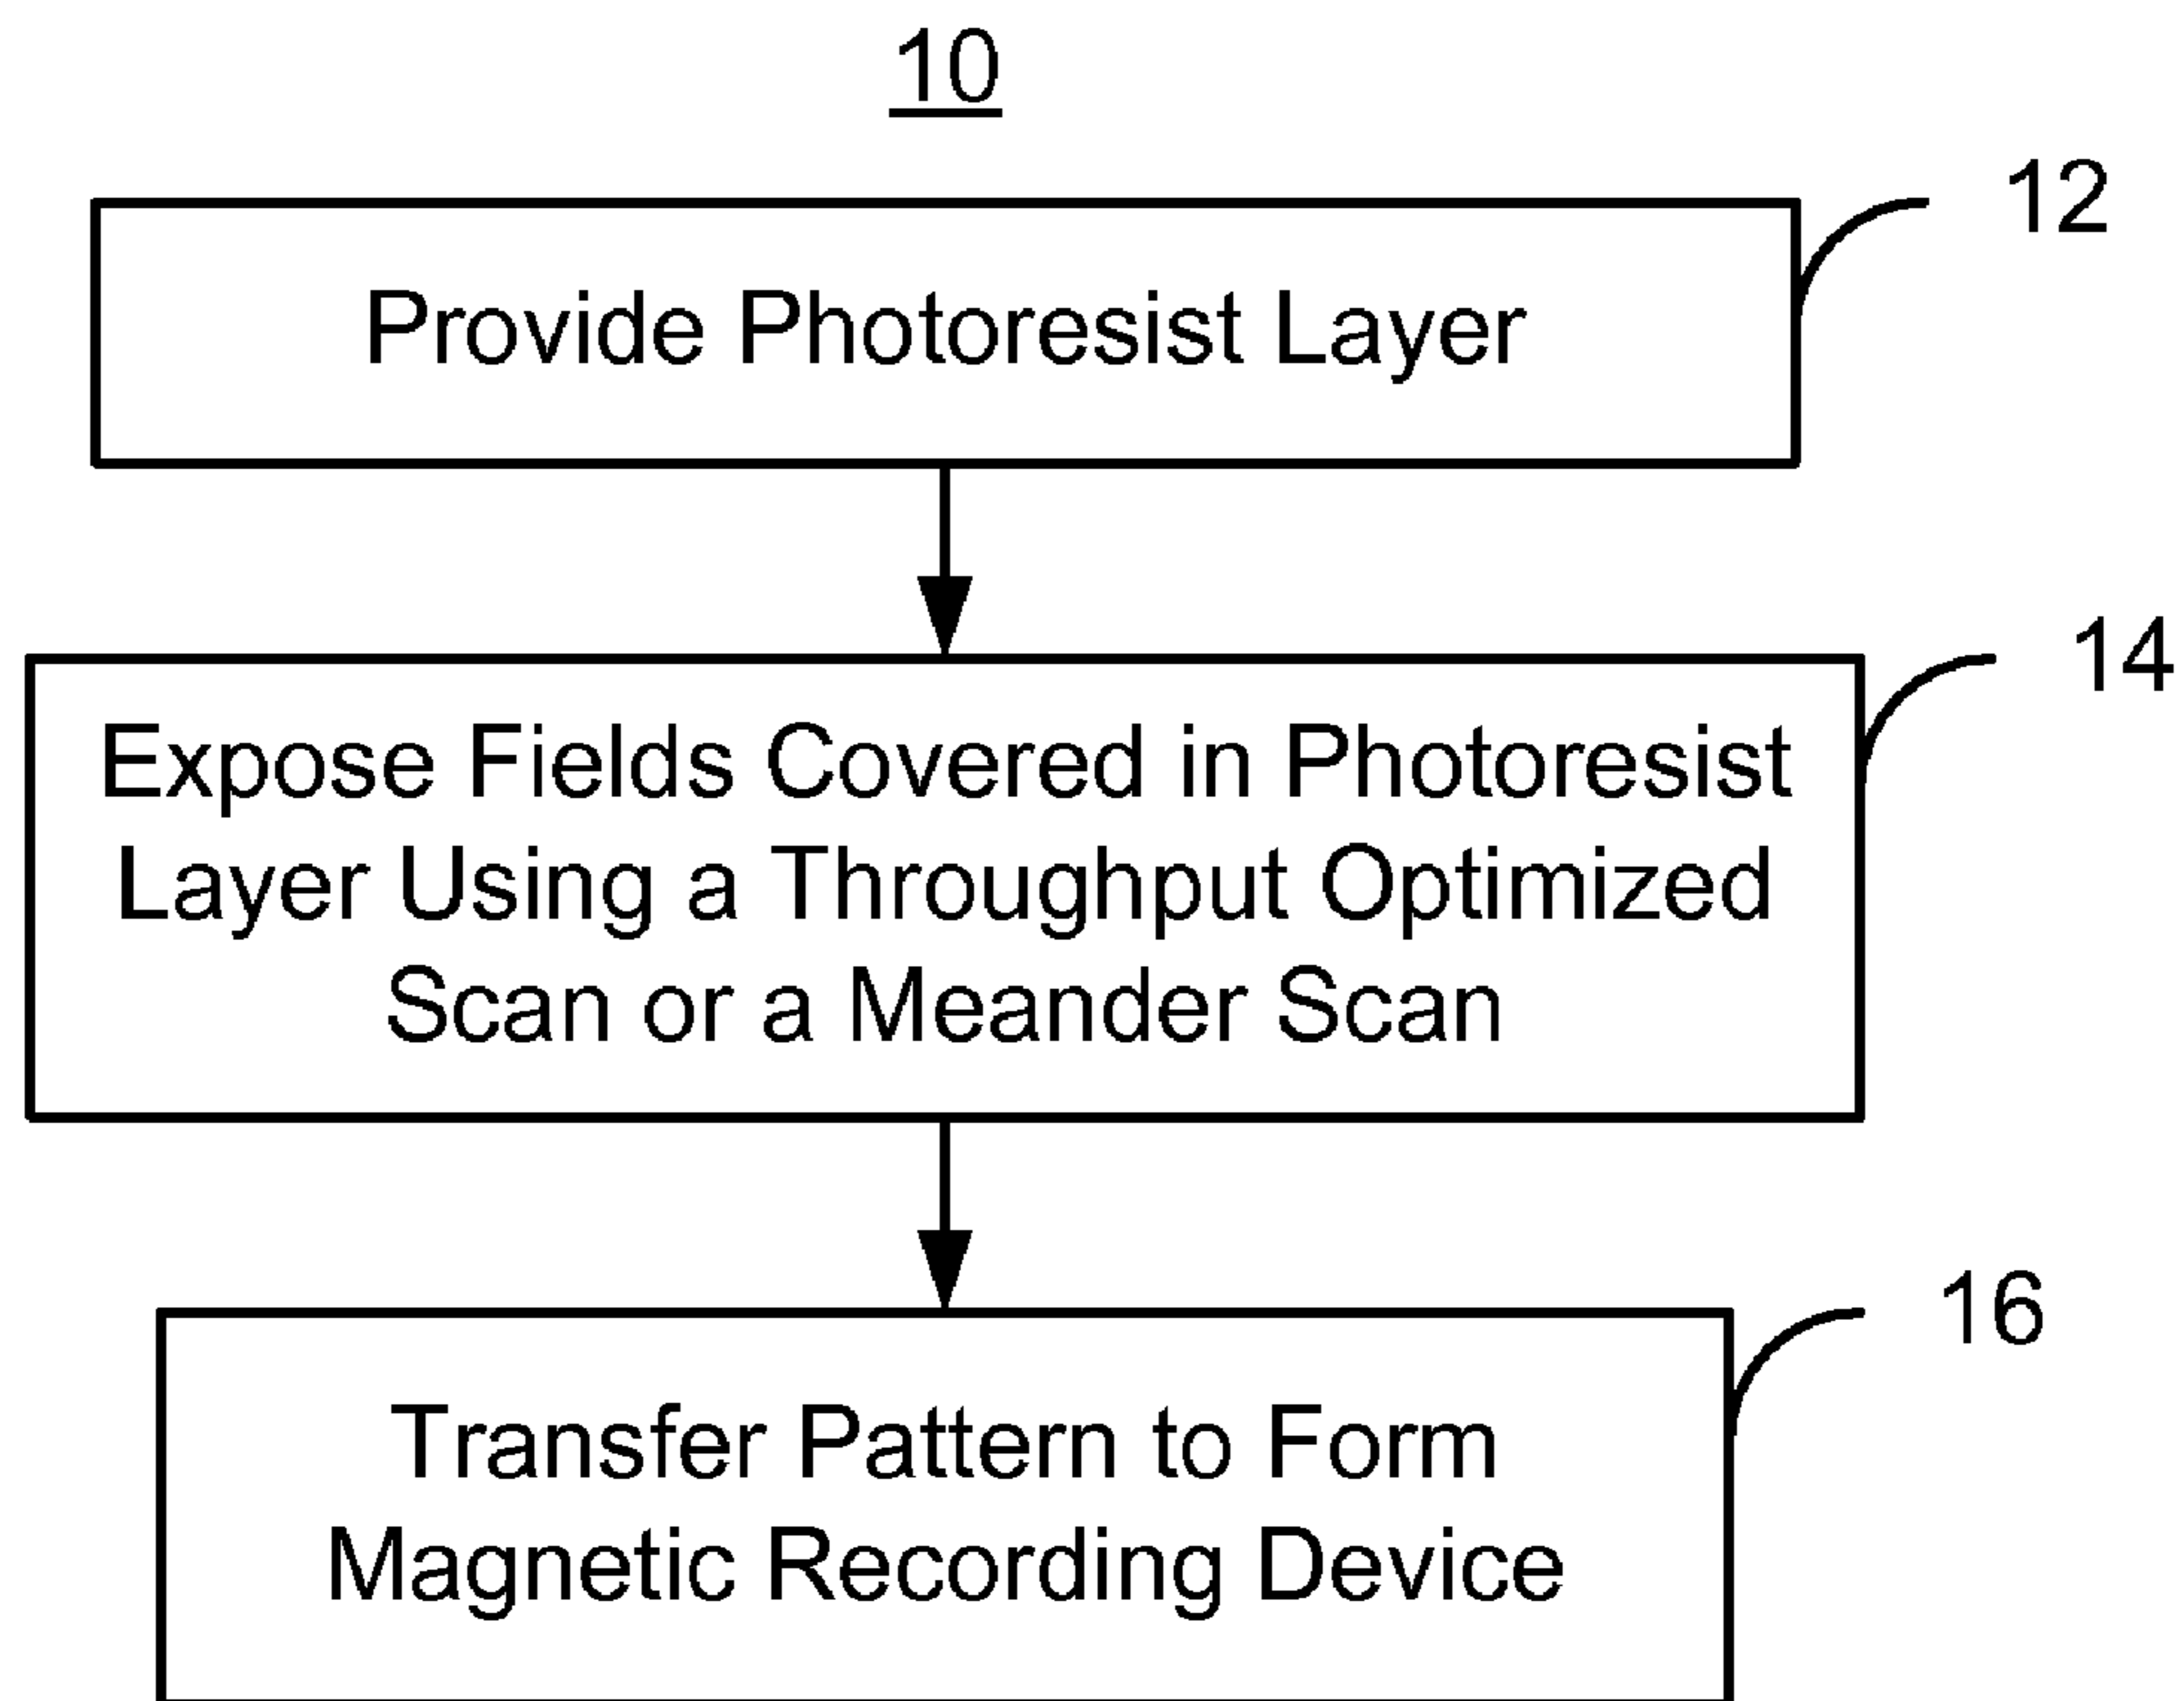 10
12
Provide Photoresist Layer
14
Expose Fields Covered in Photoresist
Layer Using a Throughput Optimized
Scan or a Meander Scan
16
Transfer Pattern to Form
Magnetic Recording Device